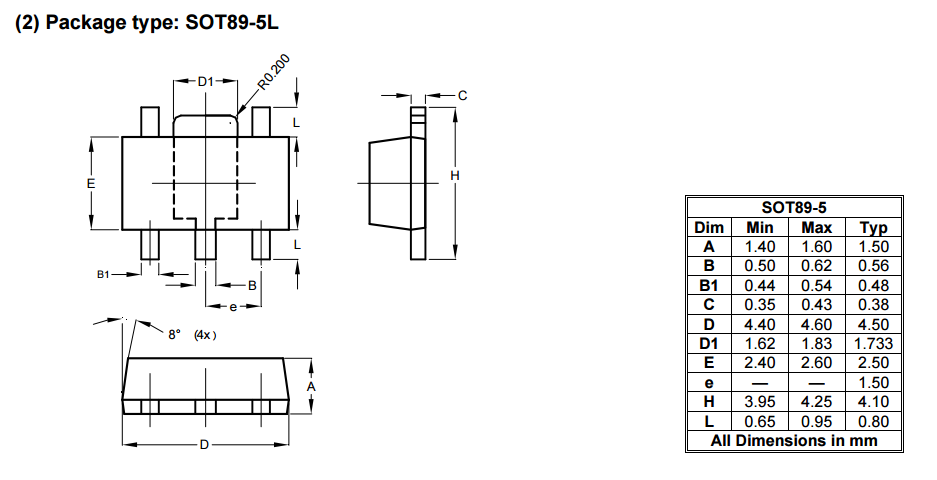 (2) Package type: SOT89-5L
D1
R0.200
C
L
E
H
L
B1
B
e
8° (4x)
A
D
SOT89-5
Dim Min Max Typ
A 1.40 1.60 1.50
B 0.50 0.62 0.56
B1 0.44 0.54 0.48
C 0.35 0.43 0.38
D 4.40 4.60 4.50
D1 1.62 1.83 1.733
E 2.40 2.60 2.50
e — — 1.50
H 3.95 4.25 4.10
L 0.65 0.95 0.80
All Dimensions in mm